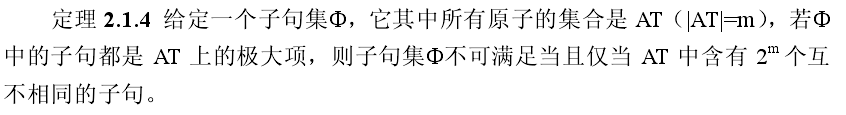 定理 2.1.4 给定一个子句集Φ，它其中所有原子的集合是 AT（|AT|=m），若Φ
中的子句都是 AT 上的极大项，则子句集Φ不可满足当且仅当 AT 中含有 2ᵐ个互
不相同的子句。